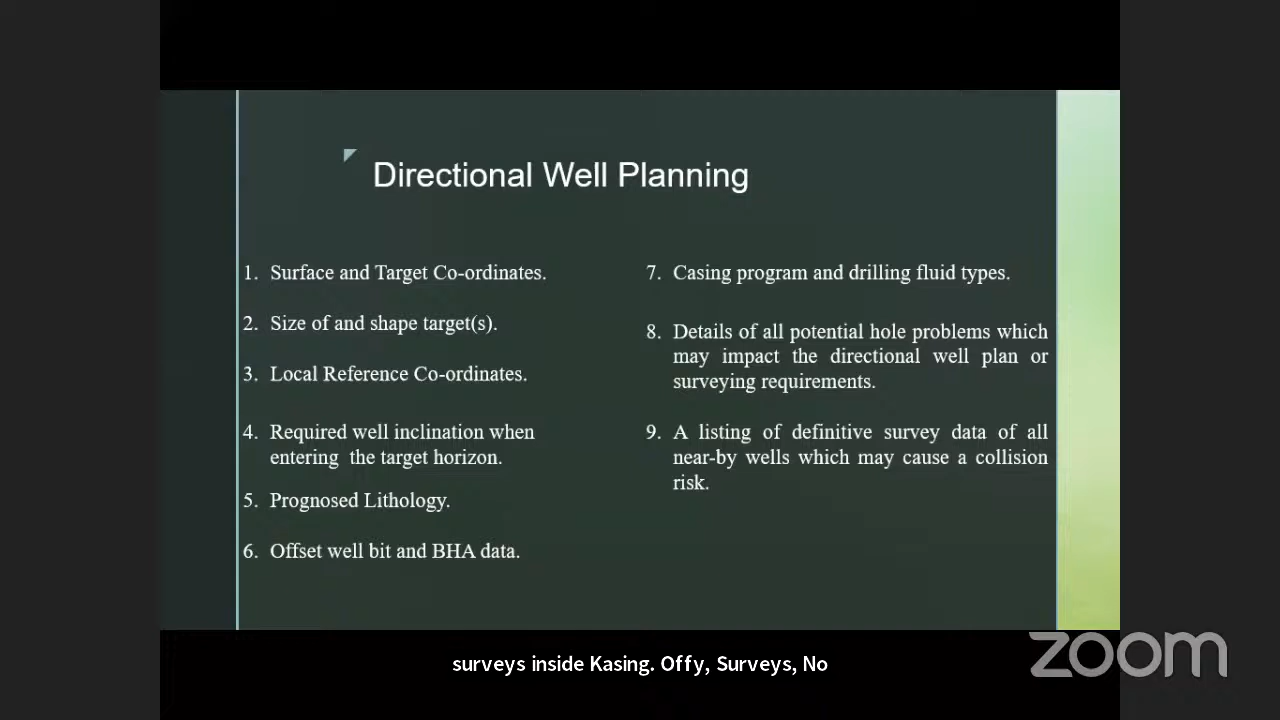 Directional Well Planning
1. Surface and Target Co-ordinates.
2. Size of and shape target(s).
3. Local Reference Co-ordinates.
4. Required well inclination when
entering the target horizon.
5. Prognosed Lithology.
6. Offset well bit and BHA data.
7. Casing program and drilling fluid types.
8. Details of all potential hole problems which
may impact the directional well plan or
surveying requirements.
9. A listing of definitive survey data of all
near-by wells which may cause a collision
risk.
surveys inside Kasing. Offy, Surveys, No
zoom